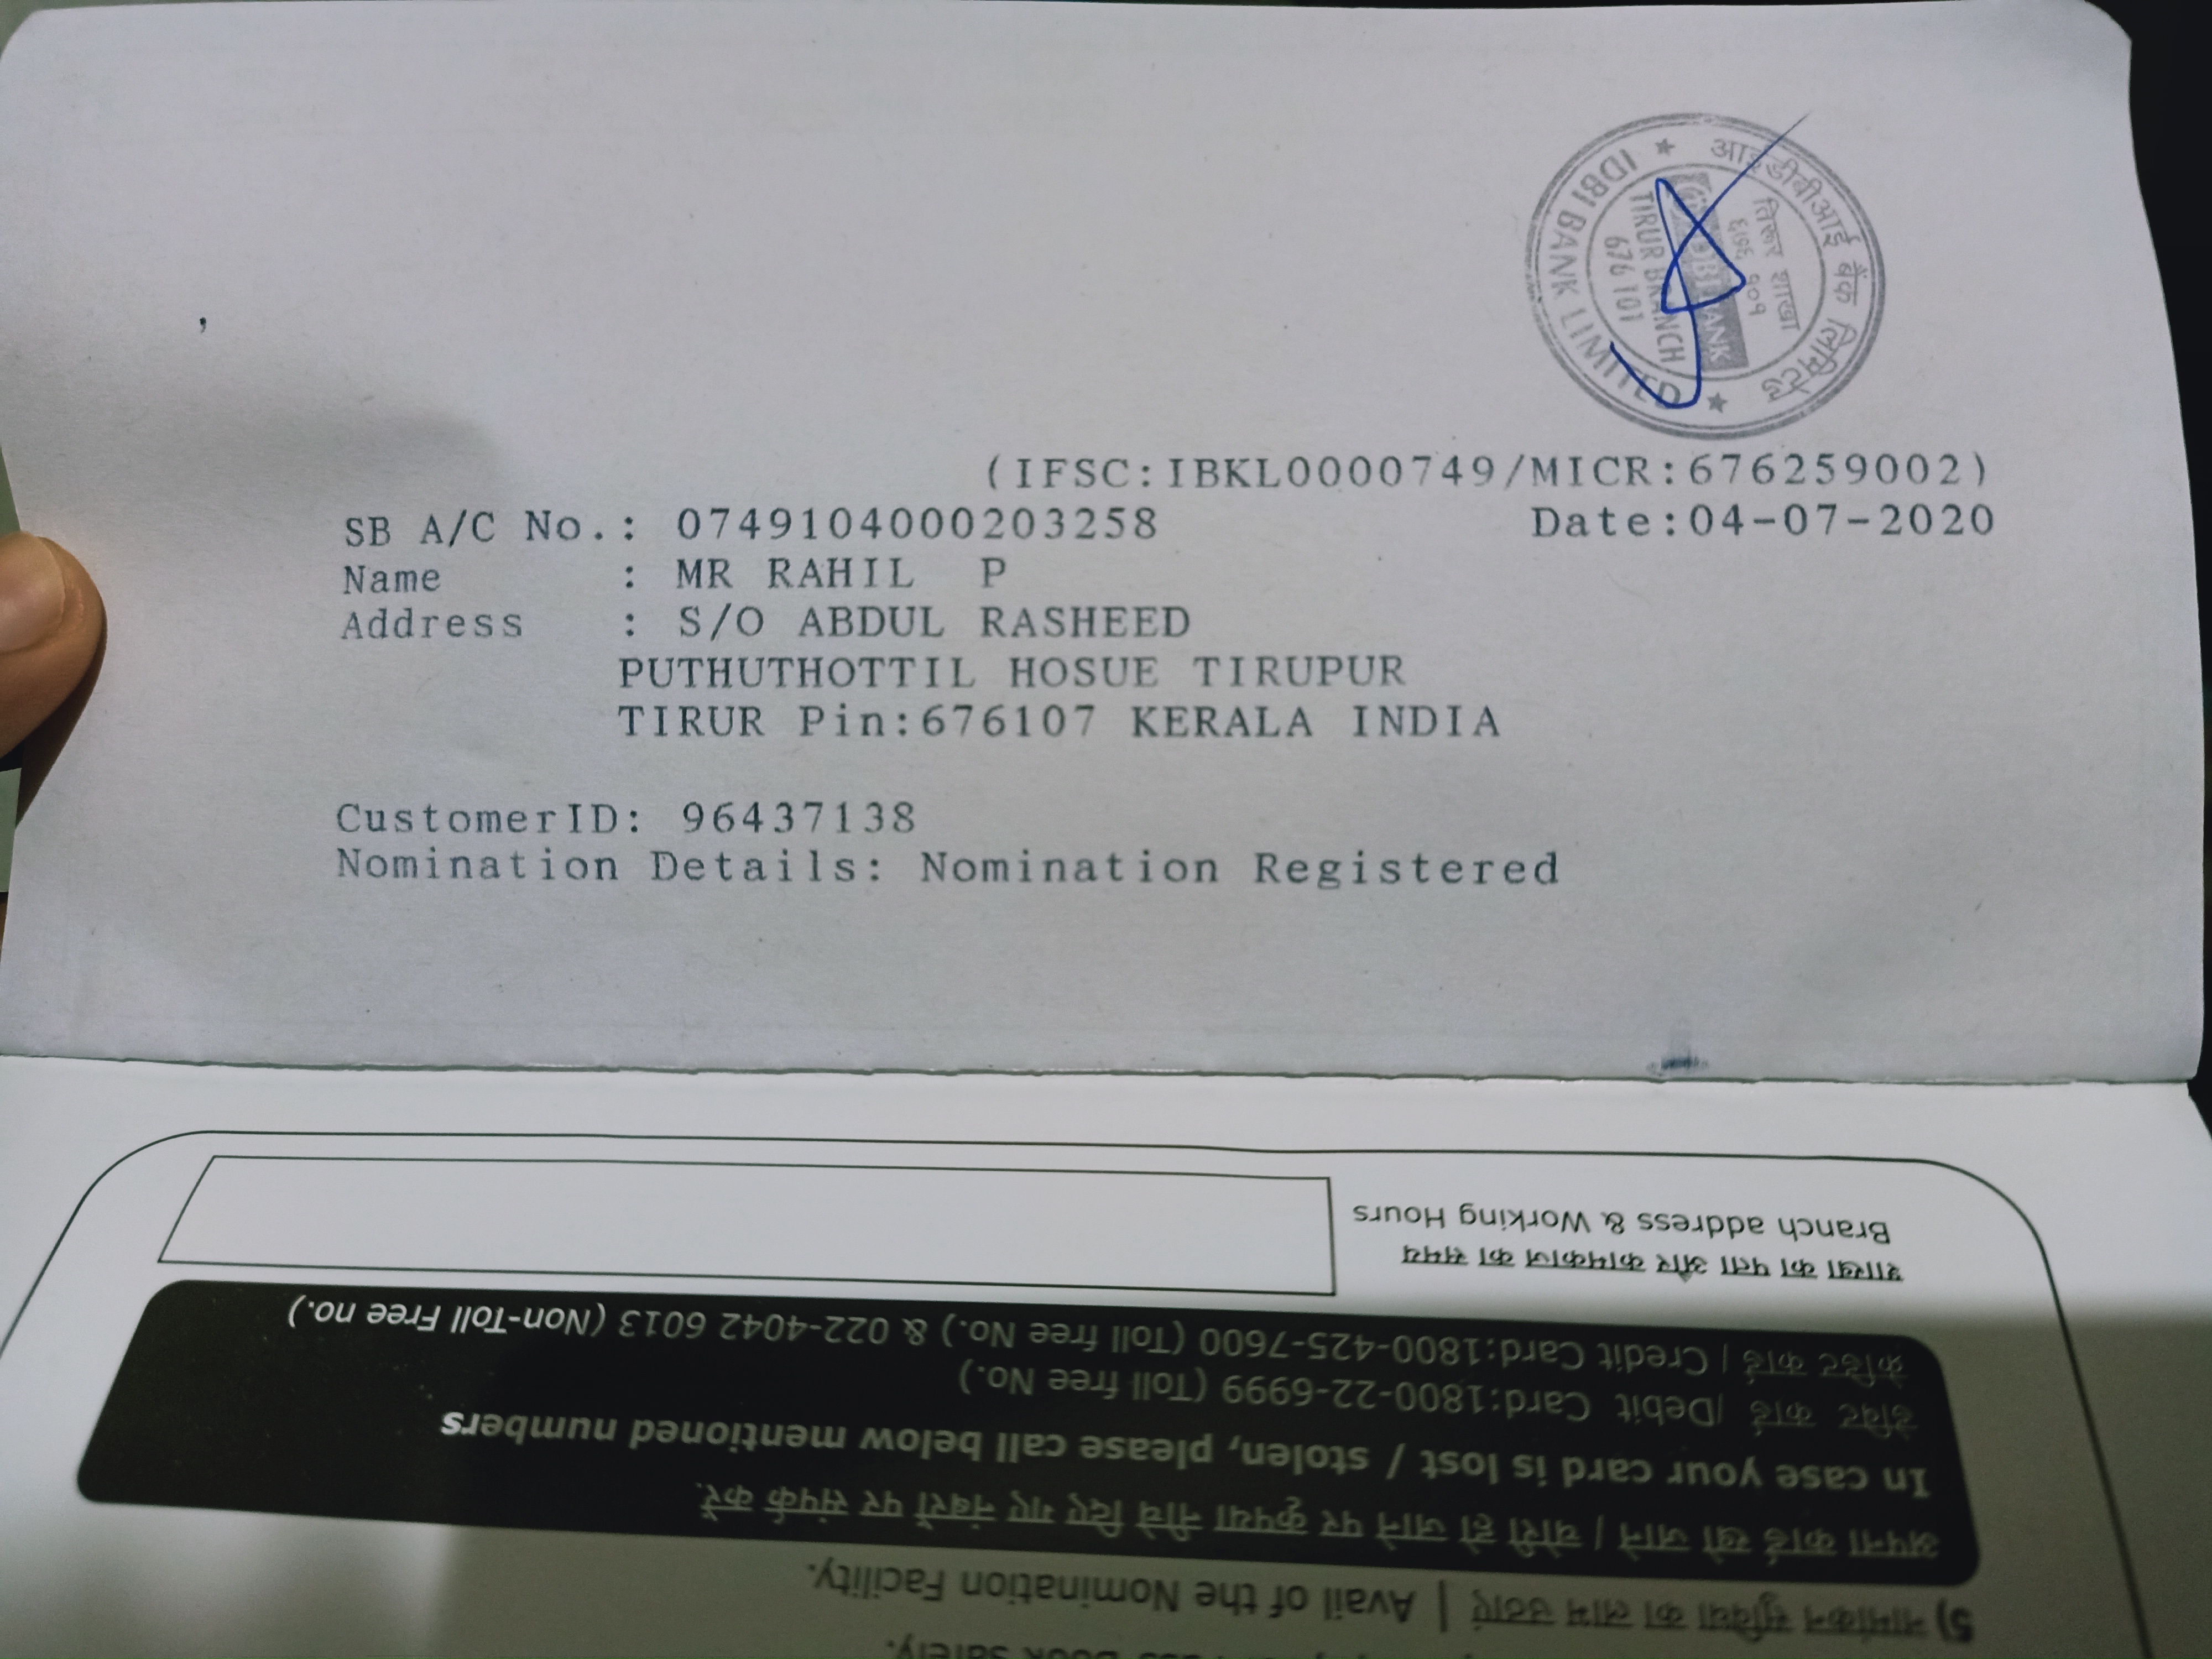 आईडीबीआई बैंक लिमिटेड
तिरूर शाखा
IDBI BANK LIMITED
TIRUR BRANCH
676 101
(IFSC:IBKL0000749/MICR:676259002)
SB A/C No.: 0749104000203258 Date:04-07-2020
Name : MR RAHIL P
Address : S/O ABDUL RASHEED
PUTHUTHOTTIL HOSUE TIRUPUR
TIRUR Pin:676107 KERALA INDIA
CustomerID: 96437138
Nomination Details: Nomination Registered
5) नामांकन सुविधा का लाभ उठाएं | Avail of the Nomination Facility.
अपना कार्ड खो जाने / चोरी हो जाने पर कृपया नीचे दिए गए नंबरों पर संपर्क करें.
In case your card is lost / stolen, please call below mentioned numbers
डेबिट कार्ड /Debit Card:1800-22-6999 (Toll free No.)
क्रेडिट कार्ड / Credit Card:1800-425-7600 (Toll free No.) & 022-4042 6013 (Non-Toll Free no.)
शाखा का पता और कामकाज का समय
Branch address & Working Hours